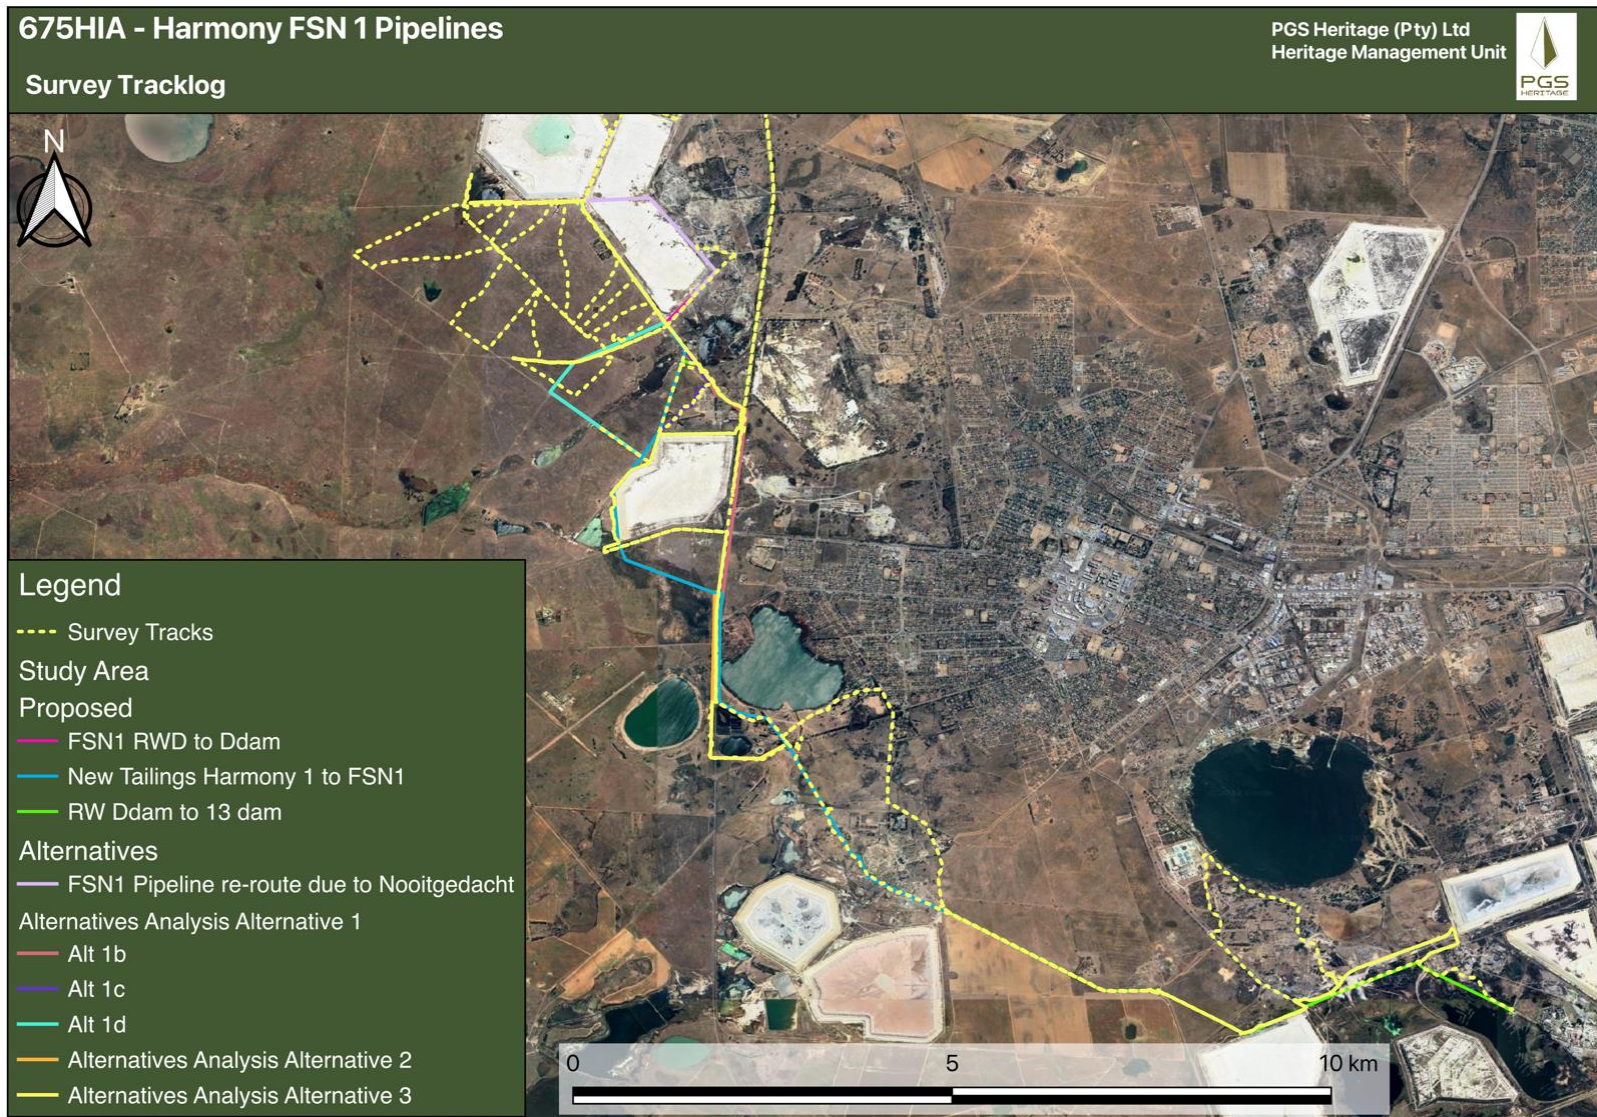 675HIA - Harmony FSN 1 Pipelines
Survey Tracklog
PGS Heritage (Pty) Ltd
Heritage Management Unit
PGS
HERITAGE
N
Legend
Survey Tracks
Study Area
Proposed
FSN1 RWD to Ddam
New Tailings Harmony 1 to FSN1
RW Ddam to 13 dam
Alternatives
FSN1 Pipeline re-route due to Nooitgedacht
Alternatives Analysis Alternative 1
Alt 1b
Alt 1c
Alt 1d
Alternatives Analysis Alternative 2
Alternatives Analysis Alternative 3
0 5 10 km